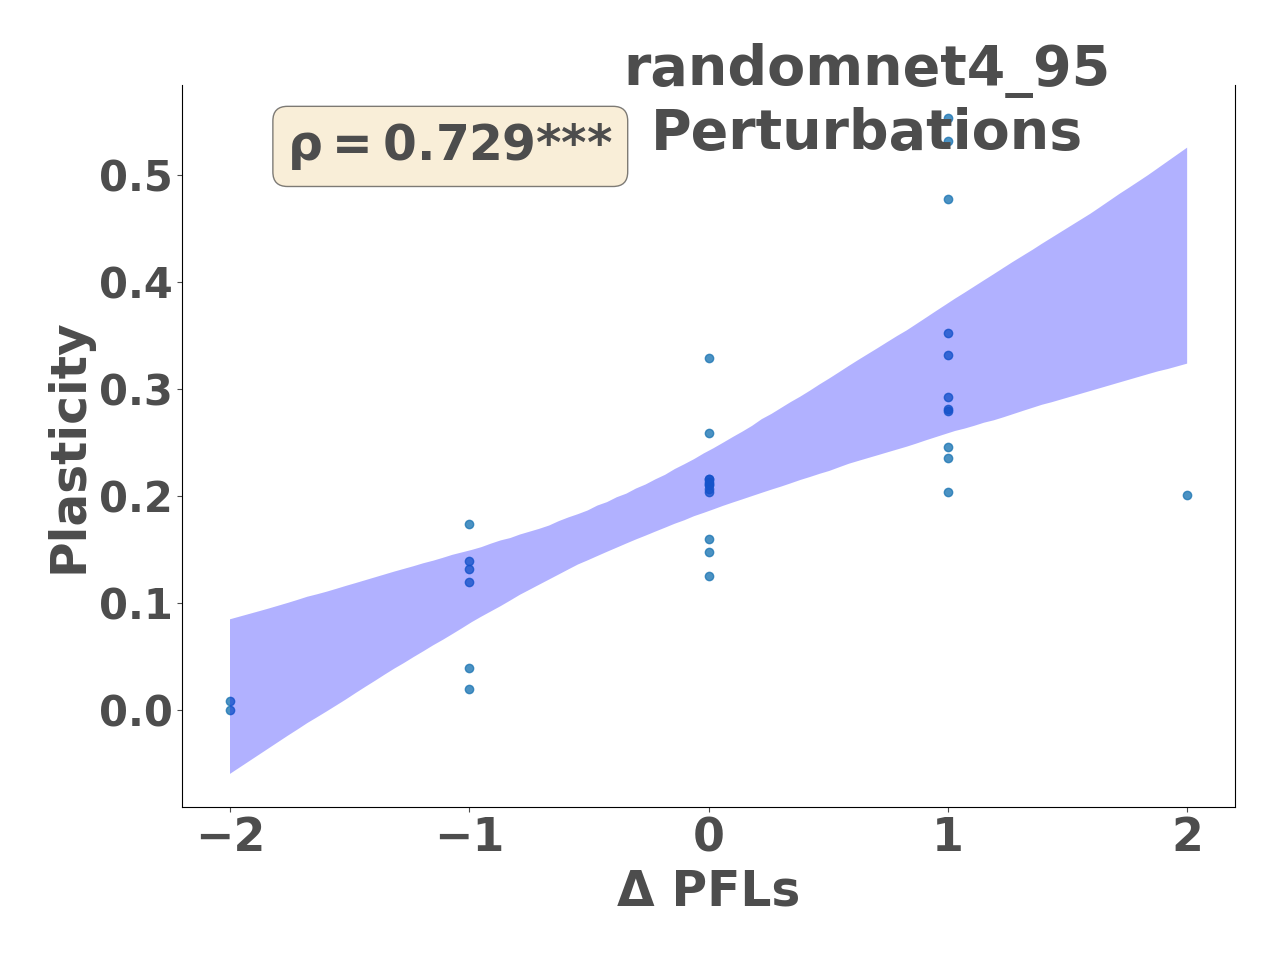 randomnet4_95
Perturbations
ρ = 0.729***
Plasticity
0.5
0.4
0.3
0.2
0.1
0.0
−2 −1 0 1 2
Δ PFLs